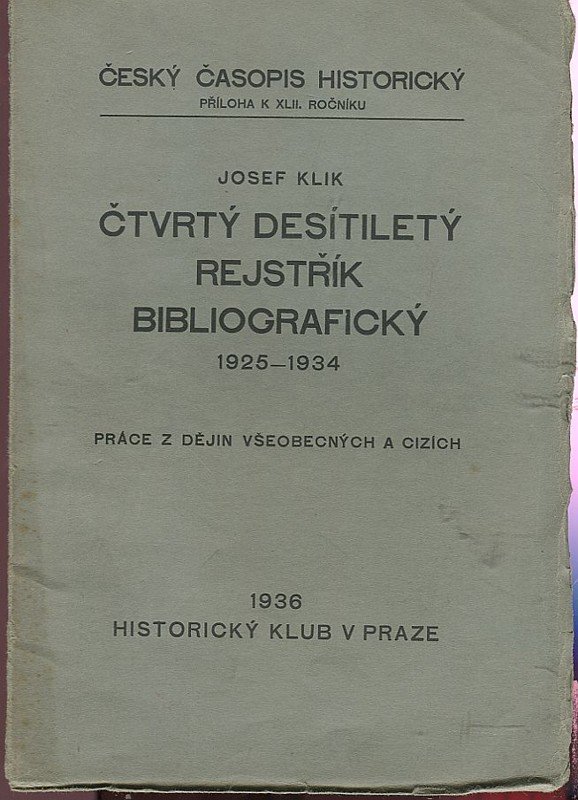 ČESKÝ ČASOPIS HISTORICKÝ
PŘÍLOHA K XLII. ROČNÍKU
JOSEF KLIK
ČTVRTÝ DESÍTILETÝ
REJSTŘÍK
BIBLIOGRAFICKÝ
1925—1934
PRÁCE Z DĚJIN VŠEOBECNÝCH A CIZÍCH
1936
HISTORICKÝ KLUB V PRAZE